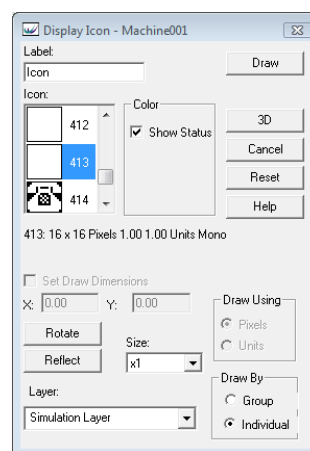 Display Icon - Machine001
Label:
Icon
Draw
Icon:
412
413
414
Color
Show Status
3D
Cancel
Reset
Help
413: 16 x 16 Pixels 1.00 1.00 Units Mono
Set Draw Dimensions
X: 0.00 Y: 0.00
Draw Using
Pixels
Units
Rotate
Reflect
Size:
x1
Layer:
Simulation Layer
Draw By
Group
Individual